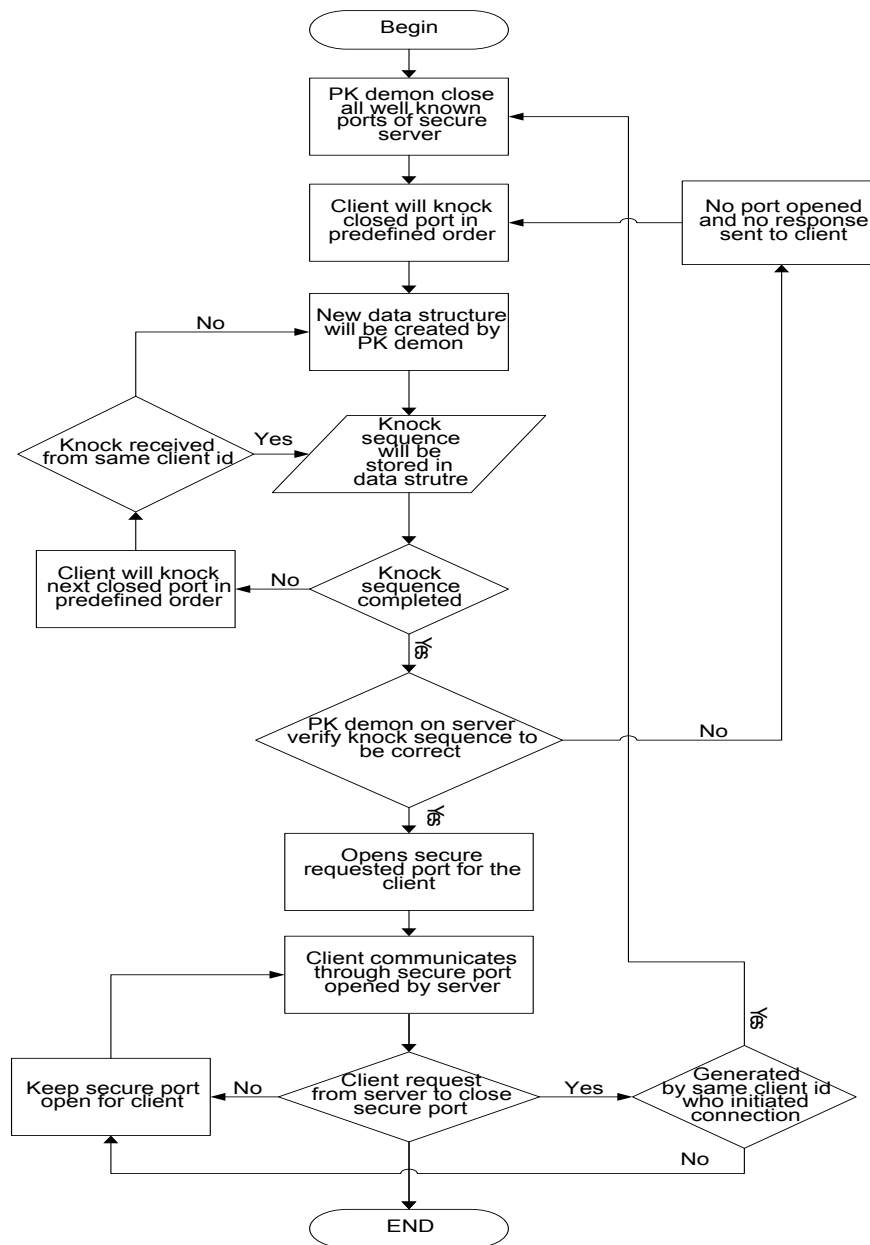 Begin
PK demon close
all well known
ports of secure
server
Client will knock
closed port in
predefined order
No port opened
and no response
sent to client
New data structure
will be created by
PK demon
No
Knock received
from same client id
Yes
Knock
sequence
will be
stored in
data strutre
Client will knock
next closed port in
predefined order
No
Knock
sequence
completed
Yes
PK demon on server
verify knock sequence to
be correct
No
Yes
Opens secure
requested port for the
client
Client communicates
through secure port
opened by server
Keep secure port
open for client
No
Client request
from server to close
secure port
Yes
Generated
by same client id
who initiated
connection
Yes
No
END